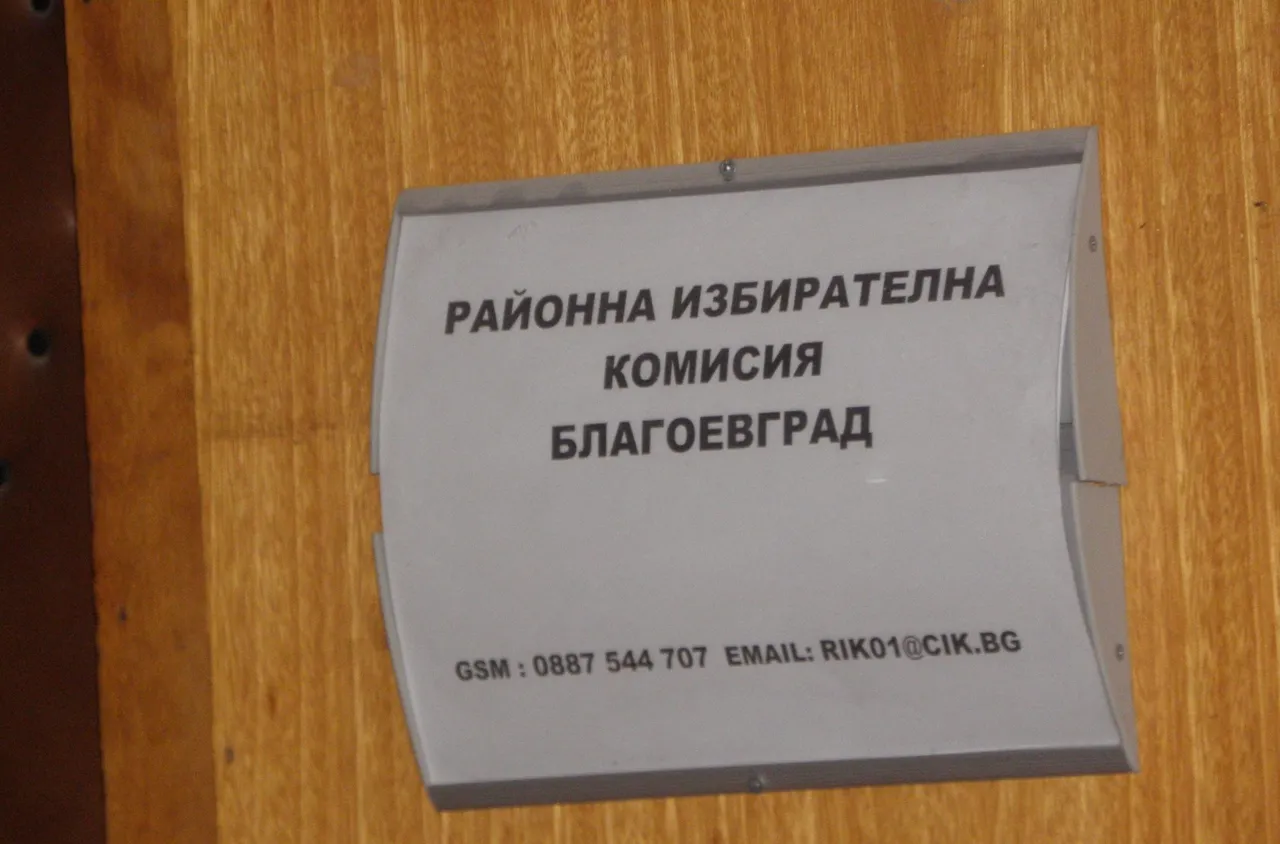 РАЙОННА ИЗБИРАТЕЛНА
КОМИСИЯ
БЛАГОЕВГРАД
GSM : 0887 544 707 EMAIL: RIK01@CIK.BG